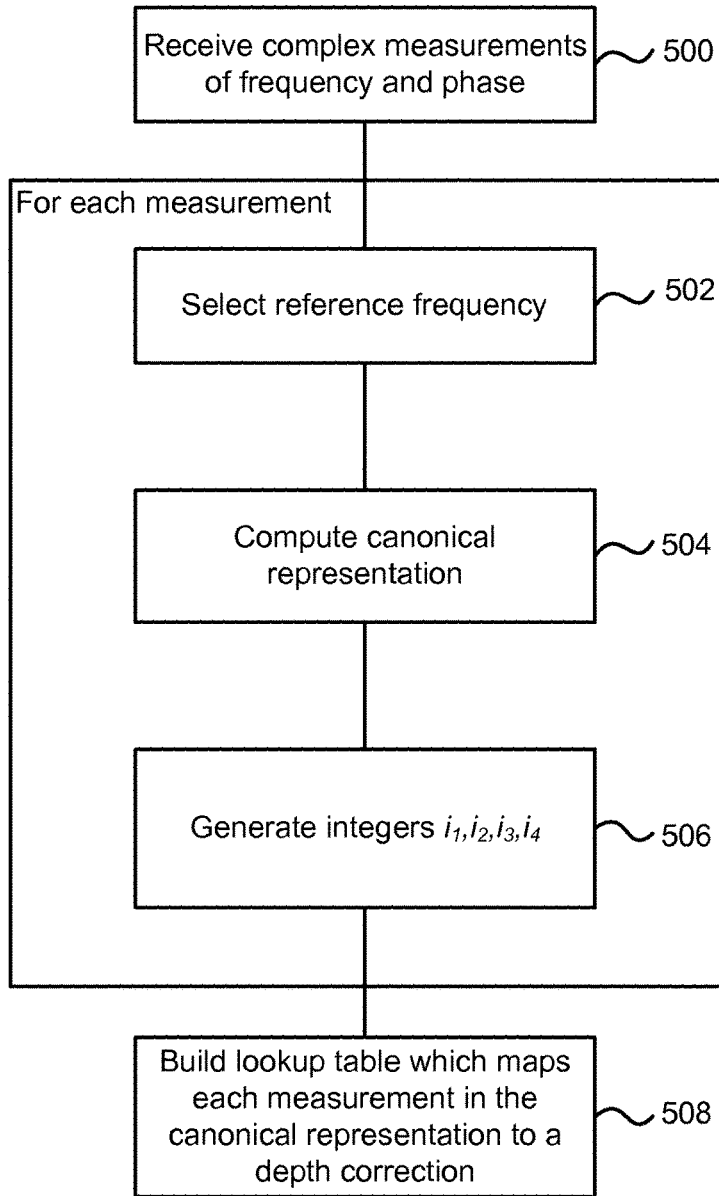 Receive complex measurements
of frequency and phase
500
For each measurement
Select reference frequency
502
Compute canonical
representation
504
Generate integers i₁,i₂,i₃,i₄
506
Build lookup table which maps
each measurement in the
canonical representation to a
depth correction
508